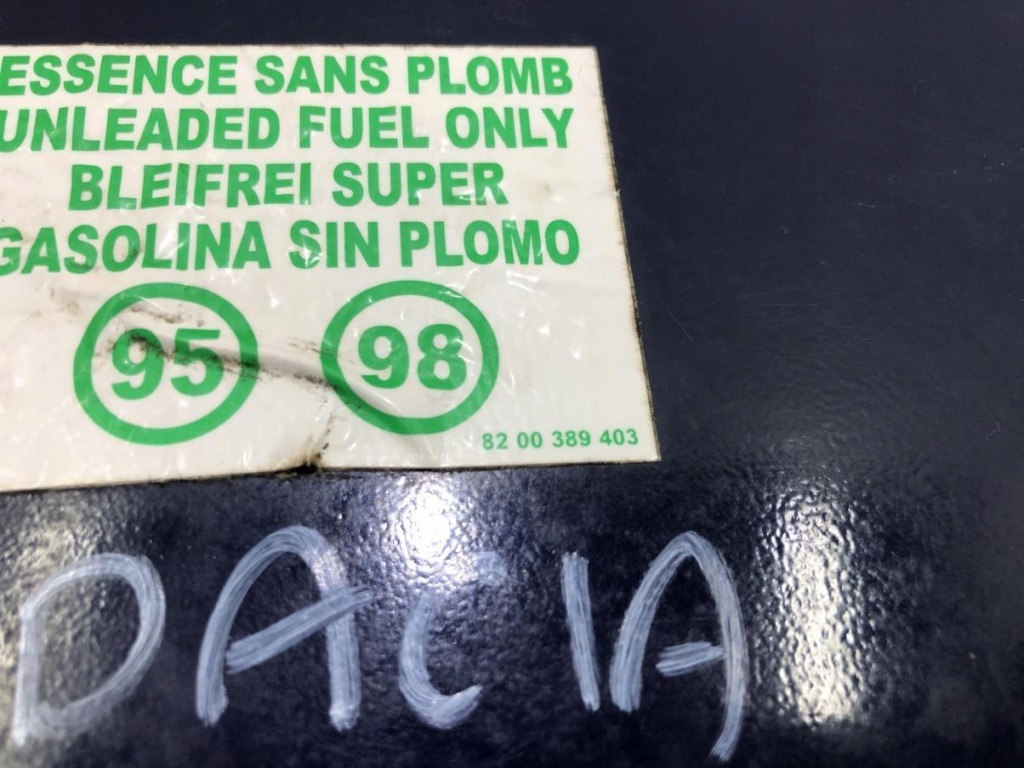 ESSENCE SANS PLOMB
UNLEADED FUEL ONLY
BLEIFREI SUPER
GASOLINA SIN PLOMO
95 98
82 00 389 403
DACIA